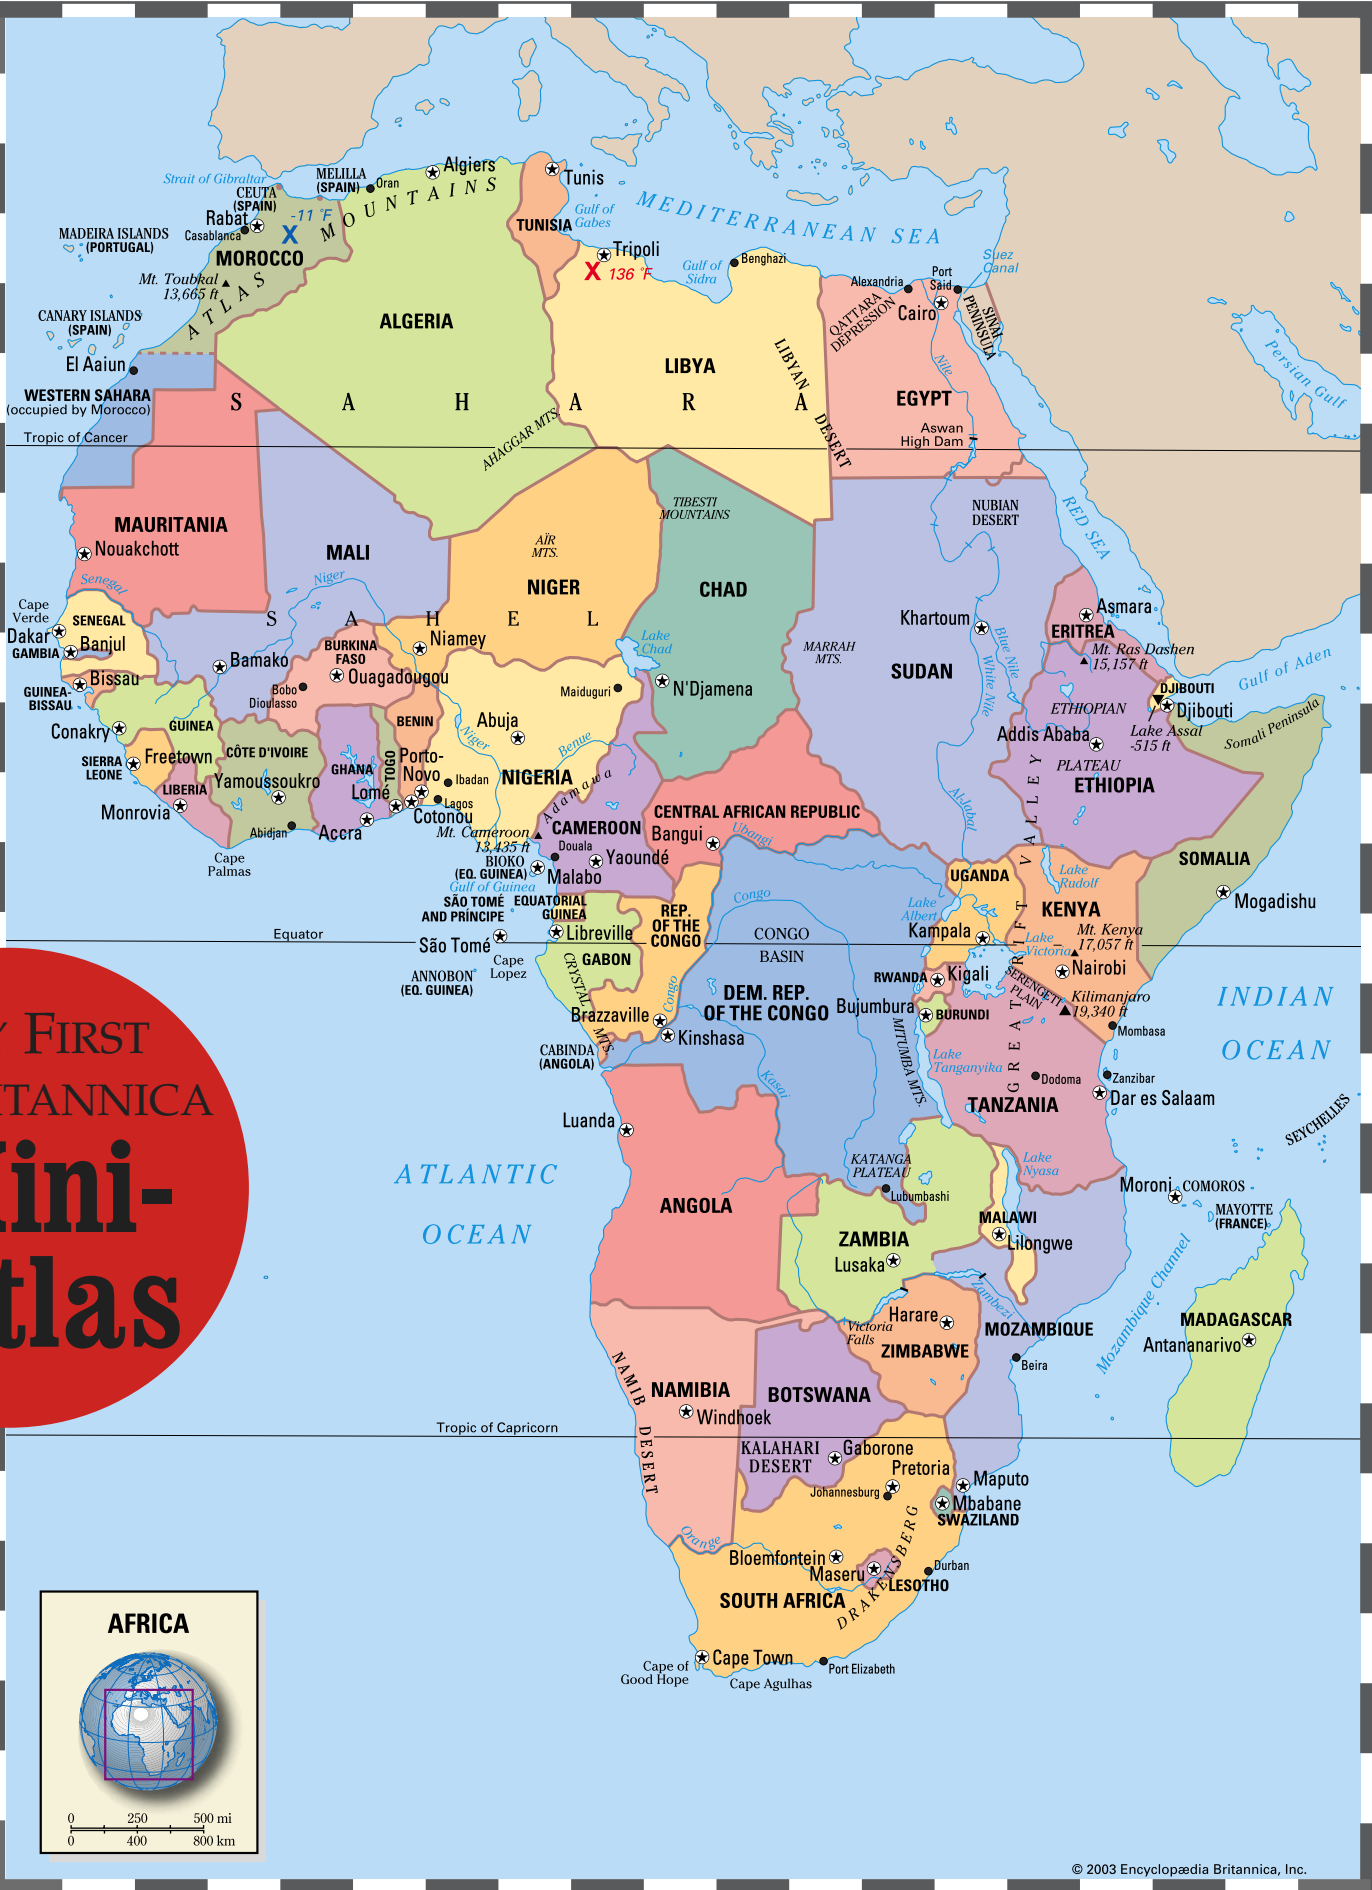 Strait of Gibraltar
CEUTA
(SPAIN)
MELILLA
(SPAIN)
Oran
Algiers
Tunis
Rabat
Casablanca
-11 °F
X
MOROCCO
MADEIRA ISLANDS
(PORTUGAL)
Mt. Toubkal
13,665 ft
ATLAS
MOUNTAINS
TUNISIA
Gulf of
Gabes
MEDITERRANEAN SEA
Tripoli
X 136 °F
Gulf of
Sidra
Benghazi
Alexandria
Port
Said
Suez
Canal
Cairo
QATTARA
DEPRESSION
SINAI
PENINSULA
CANARY ISLANDS
(SPAIN)
El Aaiun
WESTERN SAHARA
(occupied by Morocco)
ALGERIA
LIBYA
LIBYAN
DESERT
Nile
EGYPT
Persian Gulf
SAHARA
AHAGGAR MTS.
Aswan
High Dam
Tropic of Cancer
MAURITANIA
Nouakchott
MALI
Niger
AÏR
MTS.
NIGER
TIBESTI
MOUNTAINS
CHAD
NUBIAN
DESERT
RED SEA
Senegal
Cape
Verde
SENEGAL
Dakar
Banjul
GAMBIA
SAHEL
Bamako
BURKINA
FASO
Ouagadougou
Bobo
Dioulasso
Niamey
Lake
Chad
N'Djamena
Maiduguri
MARRAH
MTS.
Khartoum
SUDAN
Blue Nile
White Nile
Asmara
ERITREA
Mt. Ras Dashen
15,157 ft
Gulf of Aden
DJIBOUTI
Djibouti
Lake Assal
-515 ft
Somali Peninsula
ETHIOPIAN
PLATEAU
Addis Ababa
ETHIOPIA
Bissau
GUINEA-
BISSAU
Conakry
GUINEA
SIERRA
LEONE
Freetown
LIBERIA
Monrovia
CÔTE D'IVOIRE
Yamoussoukro
Abidjan
Cape
Palmas
GHANA
Accra
TOGO
Lomé
BENIN
Porto-
Novo
Cotonou
Ibadan
Lagos
Abuja
Niger
Benue
NIGERIA
Adamawa
CAMEROON
Mt. Cameroon
13,435 ft
Douala
Yaoundé
BIOKO
(EQ. GUINEA)
Malabo
Gulf of Guinea
CENTRAL AFRICAN REPUBLIC
Bangui
Ubangi
Al-Jabal
GREAT RIFT VALLEY
SOMALIA
Mogadishu
UGANDA
Lake
Rudolf
Lake
Albert
Kampala
KENYA
Mt. Kenya
17,057 ft
Lake
Victoria
Nairobi
SÃO TOMÉ
AND PRÍNCIPE
EQUATORIAL
GUINEA
São Tomé
Libreville
Equator
Cape
Lopez
GABON
CRYSTAL MTS.
REP.
OF THE
CONGO
Congo
Congo
CONGO
BASIN
ANNOBON
(EQ. GUINEA)
Brazzaville
Kinshasa
CABINDA
(ANGOLA)
DEM. REP.
OF THE CONGO
RWANDA
Kigali
Bujumbura
BURUNDI
SERENGETI
PLAIN
Kilimanjaro
19,340 ft
Mombasa
INDIAN
OCEAN
MITUMBA MTS.
Lake
Tanganyika
Dodoma
Zanzibar
Dar es Salaam
TANZANIA
SEYCHELLES
Kasai
Luanda
ATLANTIC
OCEAN
ANGOLA
KATANGA
PLATEAU
Lubumbashi
Lake
Nyasa
Moroni
COMOROS
MAYOTTE
(FRANCE)
ZAMBIA
Lusaka
MALAWI
Lilongwe
Zambezi
Mozambique Channel
MADAGASCAR
Antananarivo
Victoria
Falls
Harare
ZIMBABWE
MOZAMBIQUE
Beira
NAMIB DESERT
NAMIBIA
Windhoek
BOTSWANA
Tropic of Capricorn
KALAHARI
DESERT
Gaborone
Pretoria
Johannesburg
Maputo
Mbabane
SWAZILAND
Orange
Bloemfontein
Maseru
LESOTHO
Durban
DRAKENSBERG
SOUTH AFRICA
Cape Town
Cape of
Good Hope
Cape Agulhas
Port Elizabeth
Y FIRST
ITANNICA
Mini-
tlas
AFRICA
0 250 500 mi
0 400 800 km
© 2003 Encyclopædia Britannica, Inc.